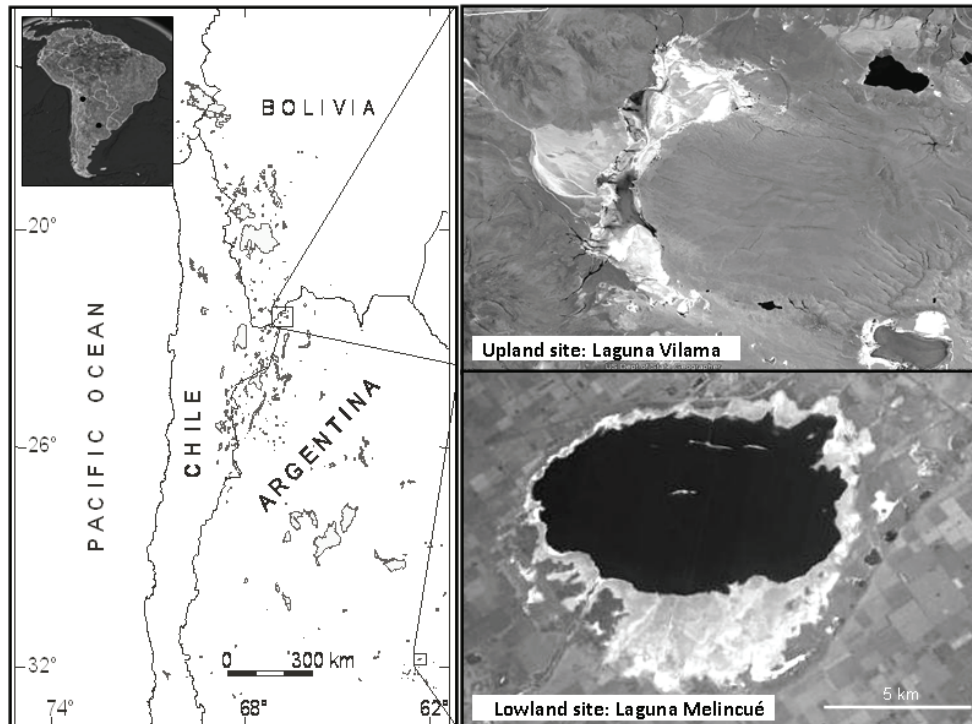 BOLIVIA
20°
PACIFIC OCEAN
CHILE
ARGENTINA
26°
0 300 km
32°
74°
68°
62°
Upland site: Laguna Vilama
5 km
Lowland site: Laguna Melincué